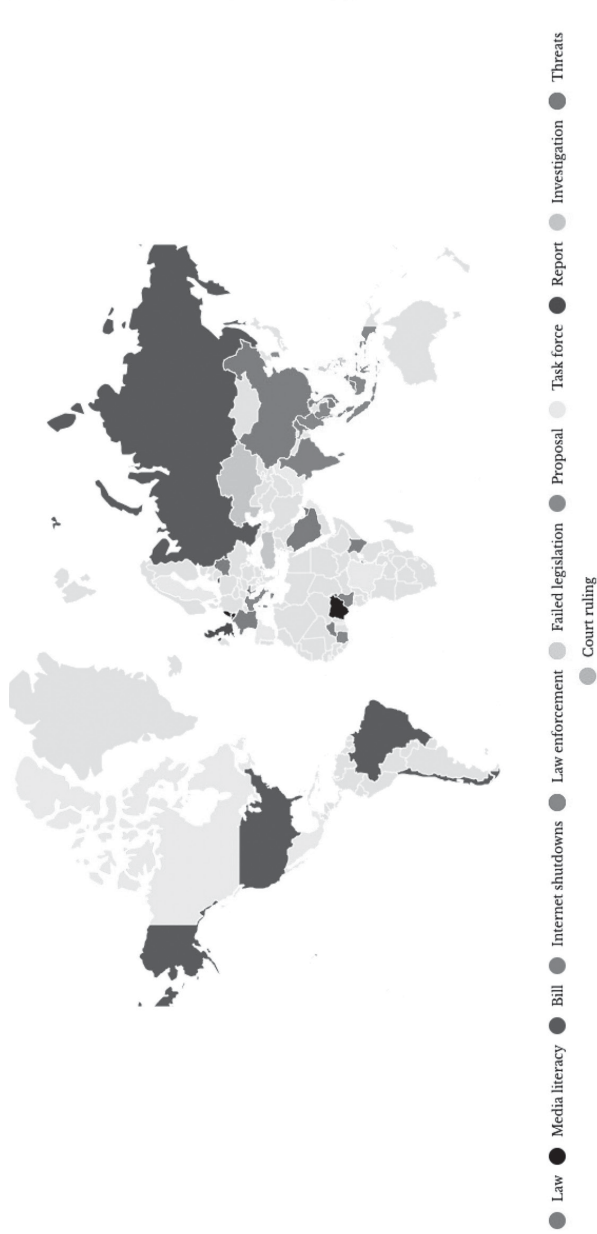 Law Media literacy Bill Internet shutdowns Law enforcement Failed legislation Proposal Task force Report Investigation Threats
Court ruling